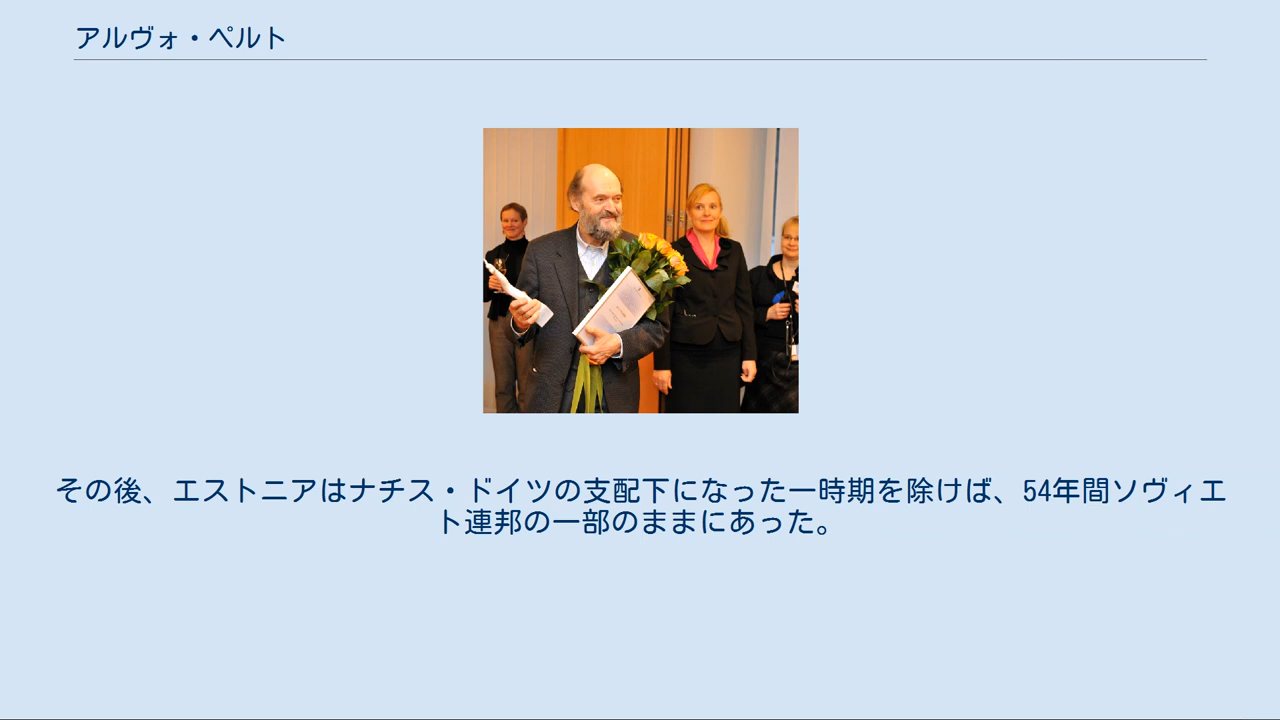 アルヴォ・ペルト
その後、エストニアはナチス・ドイツの支配下になった一時期を除けば、54年間ソヴィエ
ト連邦の一部のままにあった。